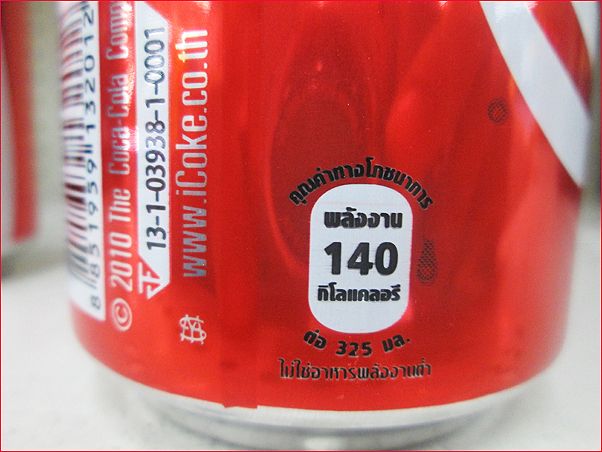 8 851959 132012
© 2010 The Coca-Cola Comp
13-1-03938-1-0001
www.iCoke.co.th
คุณค่าทางโภชนาการ
พลังงาน
140
กิโลแคลอรี
ต่อ 325 มล.
ไม่ใช่อาหารพลังงานต่ำ